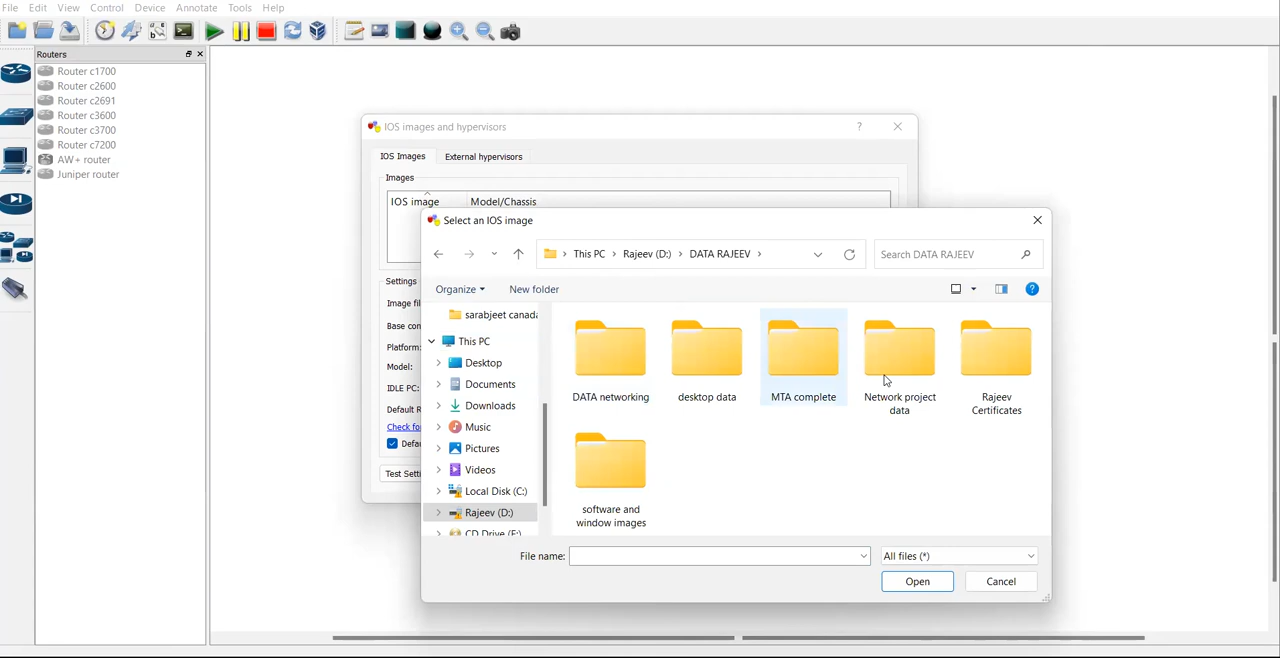 File Edit View Control Device Annotate Tools Help
Routers
Router c1700
Router c2600
Router c2691
Router c3600
Router c3700
Router c7200
AW+ router
Juniper router
IOS images and hypervisors
IOS Images External hypervisors
Images
IOS image Model/Chassis
Settings
Image fil
Base con
Platform:
Model:
IDLE PC:
Default R
Check for
Defau
Test Setti
Select an IOS image
This PC > Rajeev (D:) > DATA RAJEEV >
Search DATA RAJEEV
Organize New folder
sarabjeet canada
This PC
Desktop
Documents
Downloads
Music
Pictures
Videos
Local Disk (C:)
Rajeev (D:)
CD Drive (F:)
DATA networking
desktop data
MTA complete
Network project
data
Rajeev
Certificates
software and
window images
File name:
All files (*)
Open Cancel